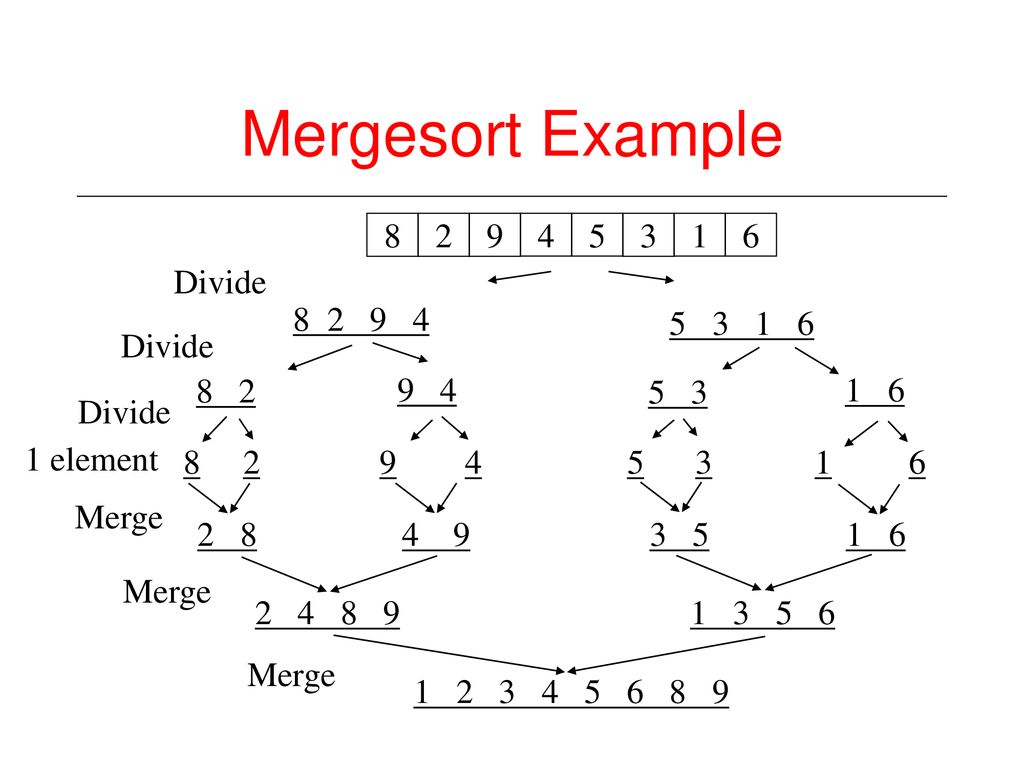 Mergesort Example
8 2 9 4 5 3 1 6
Divide
8 2 9 4 5 3 1 6
Divide
8 2 9 4 5 3 1 6
Divide
1 element 8 2 9 4 5 3 1 6
Merge
2 8 4 9 3 5 1 6
Merge
2 4 8 9 1 3 5 6
Merge
1 2 3 4 5 6 8 9